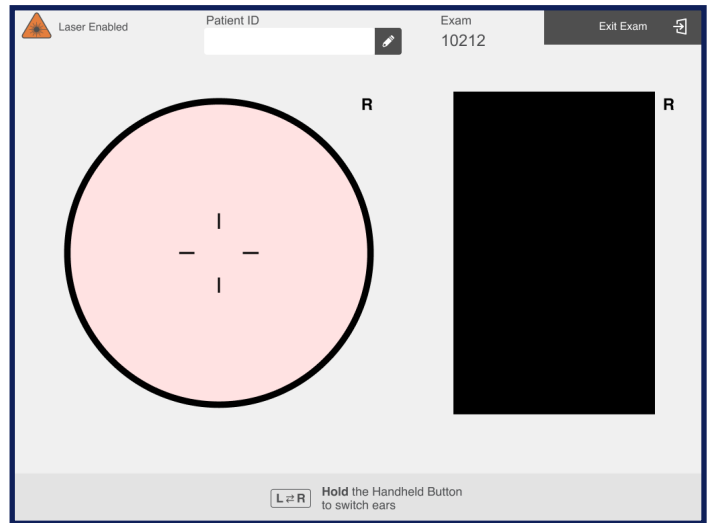 Laser Enabled
Patient ID
Exam
10212
Exit Exam
R
R
L ⇄ R
Hold the Handheld Button
to switch ears